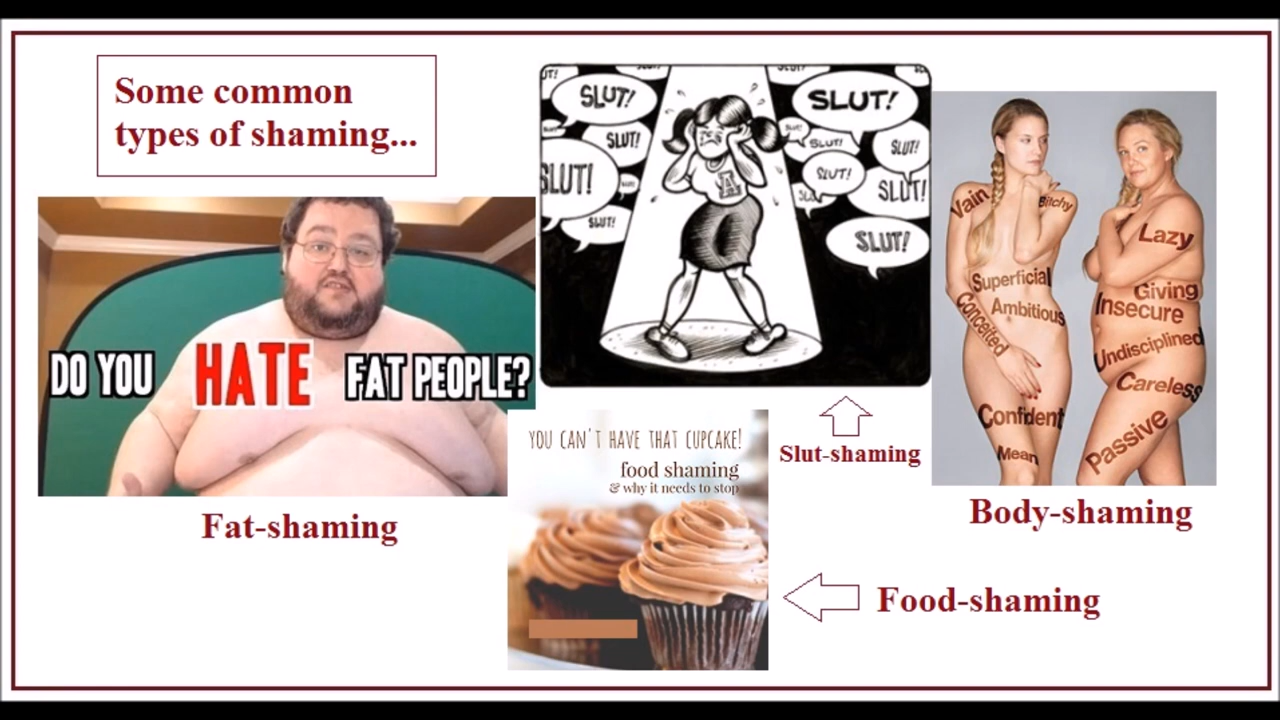 Some common
types of shaming...
DO YOU HATE FAT PEOPLE?
Fat-shaming
SLUT!
SLUT!
SLUT!
SLUT!
SLUT!
SLUT!
SLUT!
SLUT!
SLUT!
SLUT!
A
Slut-shaming
YOU CAN'T HAVE THAT CUPCAKE!
food shaming
& why it needs to stop
Food-shaming
Vain
Bitchy
Superficial
Ambitious
Conceited
Confident
Mean
Lazy
Giving
Insecure
Undisciplined
Careless
Passive
Body-shaming